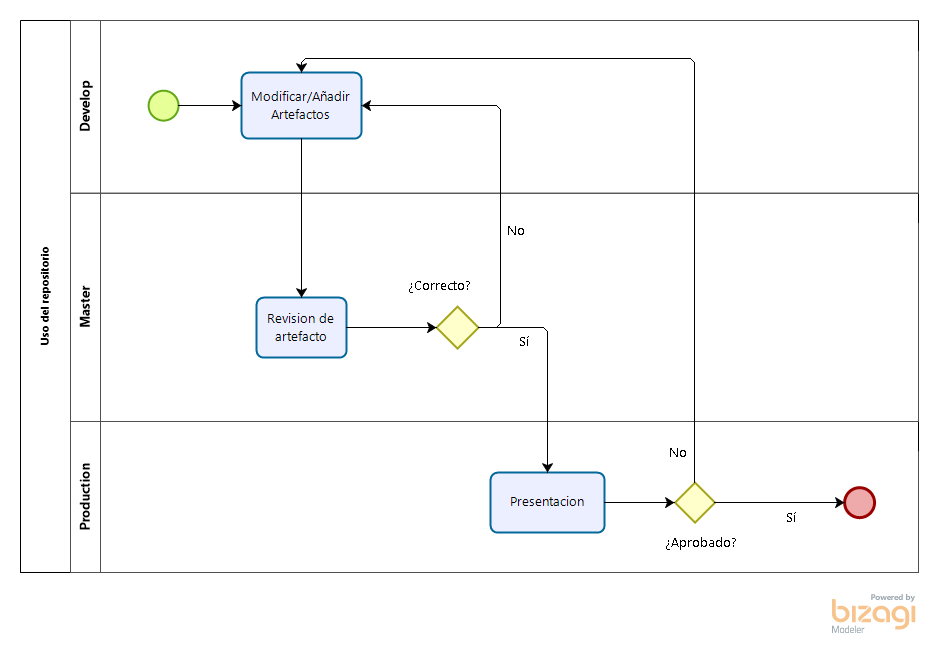 Uso del repositorio
Develop
Modificar/Añadir
Artefactos
Master
No
¿Correcto?
Revision de
artefacto
Sí
Production
No
Presentacion
Sí
¿Aprobado?
Powered by
bizagi
Modeler